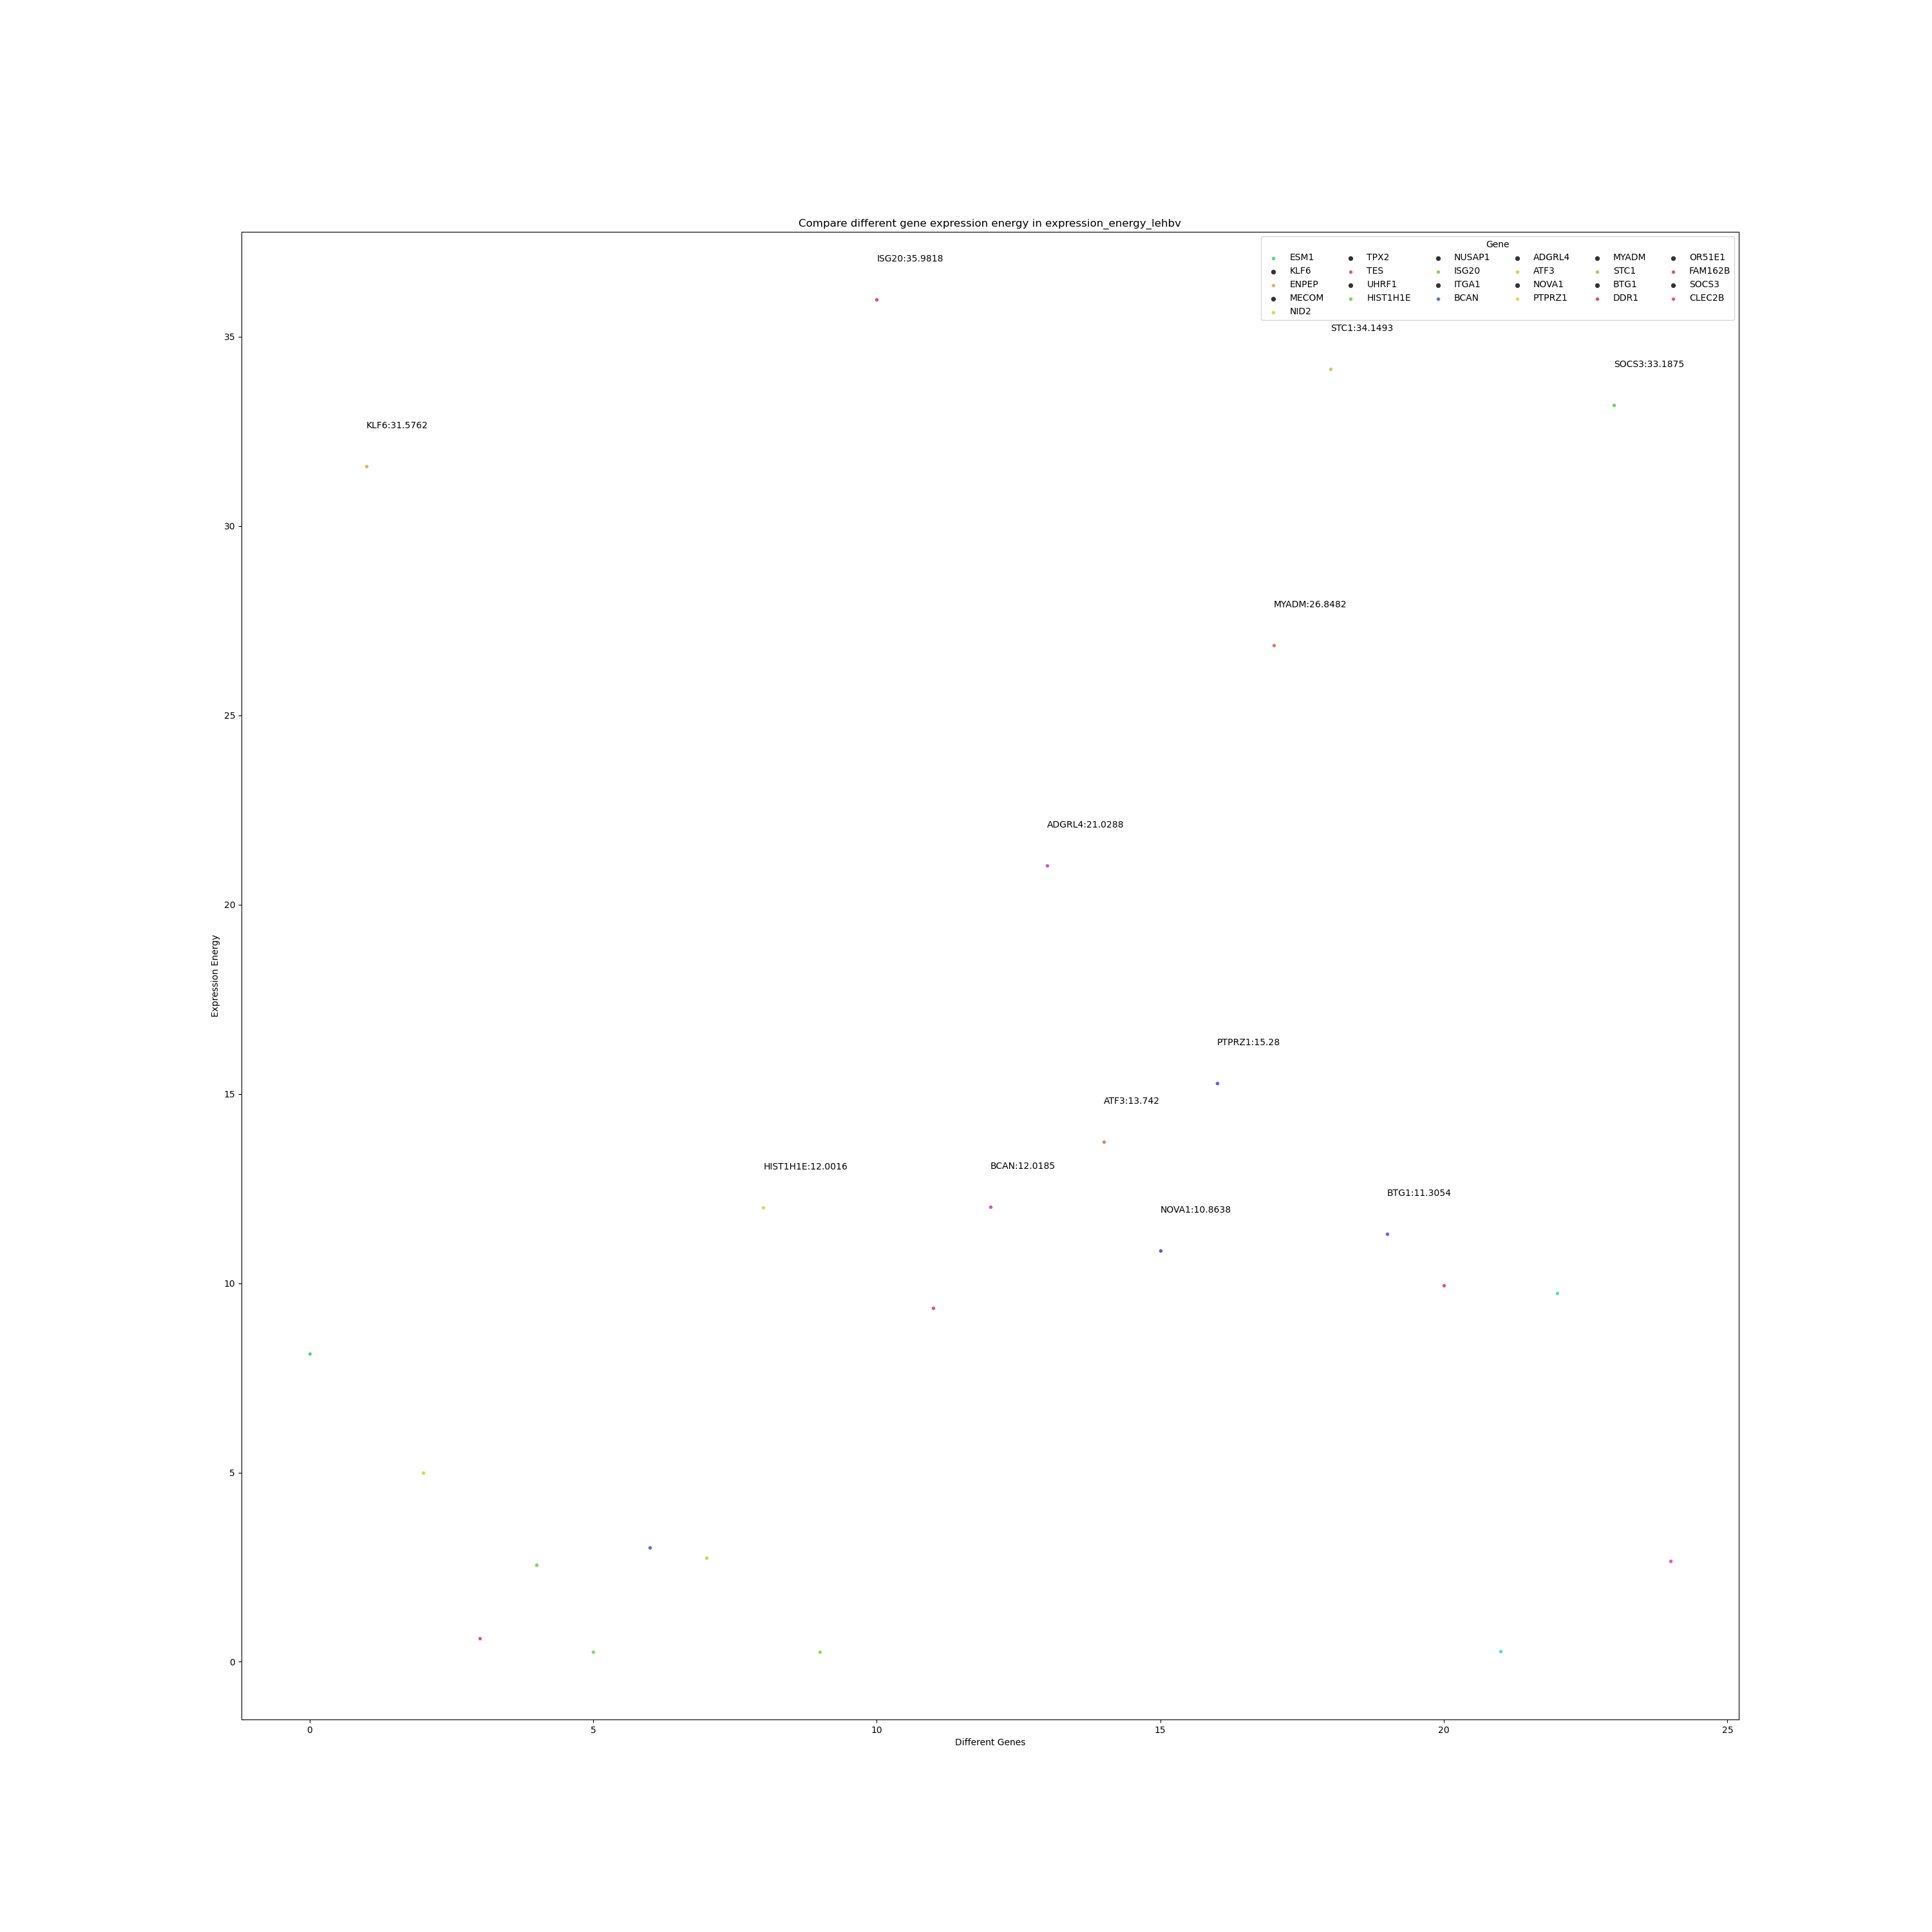 Compare different gene expression energy in expression_energy_lehbv
Gene
ESM1 TPX2 NUSAP1 ADGRL4 MYADM OR51E1
KLF6 TES ISG20 ATF3 STC1 FAM162B
ENPEP UHRF1 ITGA1 NOVA1 BTG1 SOCS3
MECOM HIST1H1E BCAN PTPRZ1 DDR1 CLEC2B
NID2
ISG20:35.9818
STC1:34.1493
SOCS3:33.1875
KLF6:31.5762
MYADM:26.8482
ADGRL4:21.0288
PTPRZ1:15.28
ATF3:13.742
HIST1H1E:12.0016
BCAN:12.0185
BTG1:11.3054
NOVA1:10.8638
35
30
25
20
15
10
5
0
Expression Energy
0 5 10 15 20 25
Different Genes